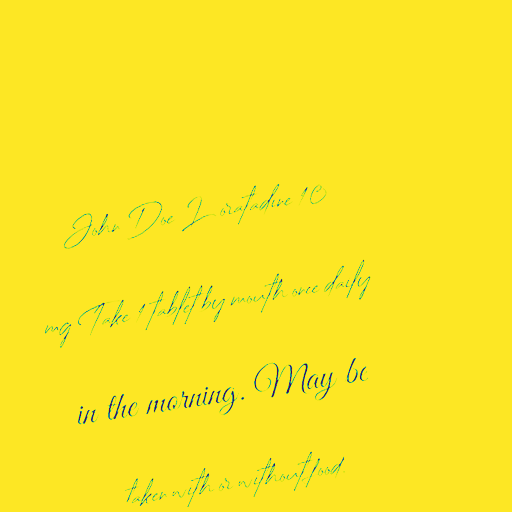 John Doe Loratadine 10
mg Take 1 tablet by mouth once daily
in the morning. May be
taken with or without food